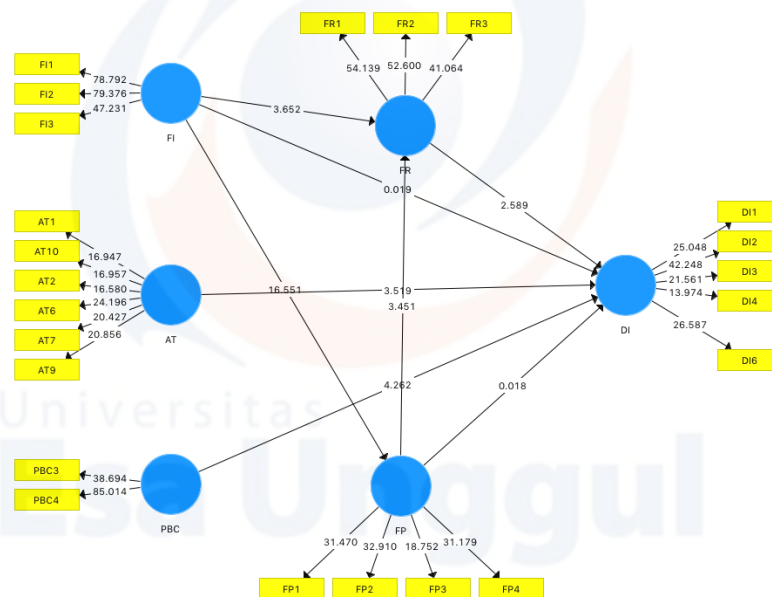 FR1 FR2 FR3
54.139 52.600 41.064
FR
FI1
FI2
FI3
78.792
79.376
47.231
FI
3.652
0.019
2.589
16.551
AT1
AT10
AT2
AT6
AT7
AT9
16.947
16.957
16.580
24.196
20.427
20.856
AT
3.519
3.451
DI1
DI2
DI3
DI4
DI6
25.048
42.248
21.561
13.974
26.587
DI
4.262
0.018
PBC3
PBC4
38.694
85.014
PBC
FP
31.470 32.910 18.752 31.179
FP1 FP2 FP3 FP4
Universitas
Esa Unggul